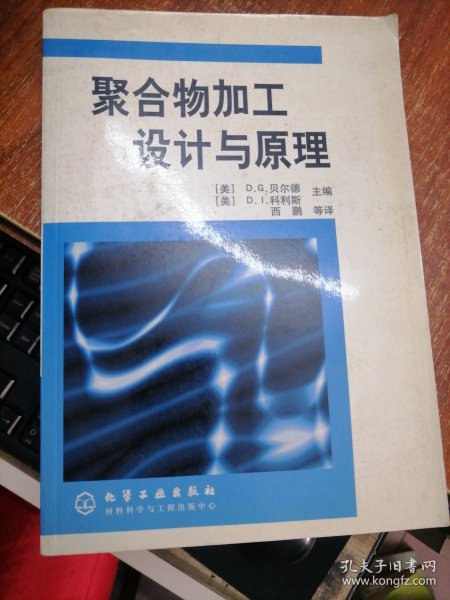 聚合物加工
设计与原理
[美] D.G.贝尔德 主编
[美] D.I.科利斯
西 鹏 等译
化学工业出版社
材料科学与工程出版中心
孔夫子旧书网
www.kongfz.com